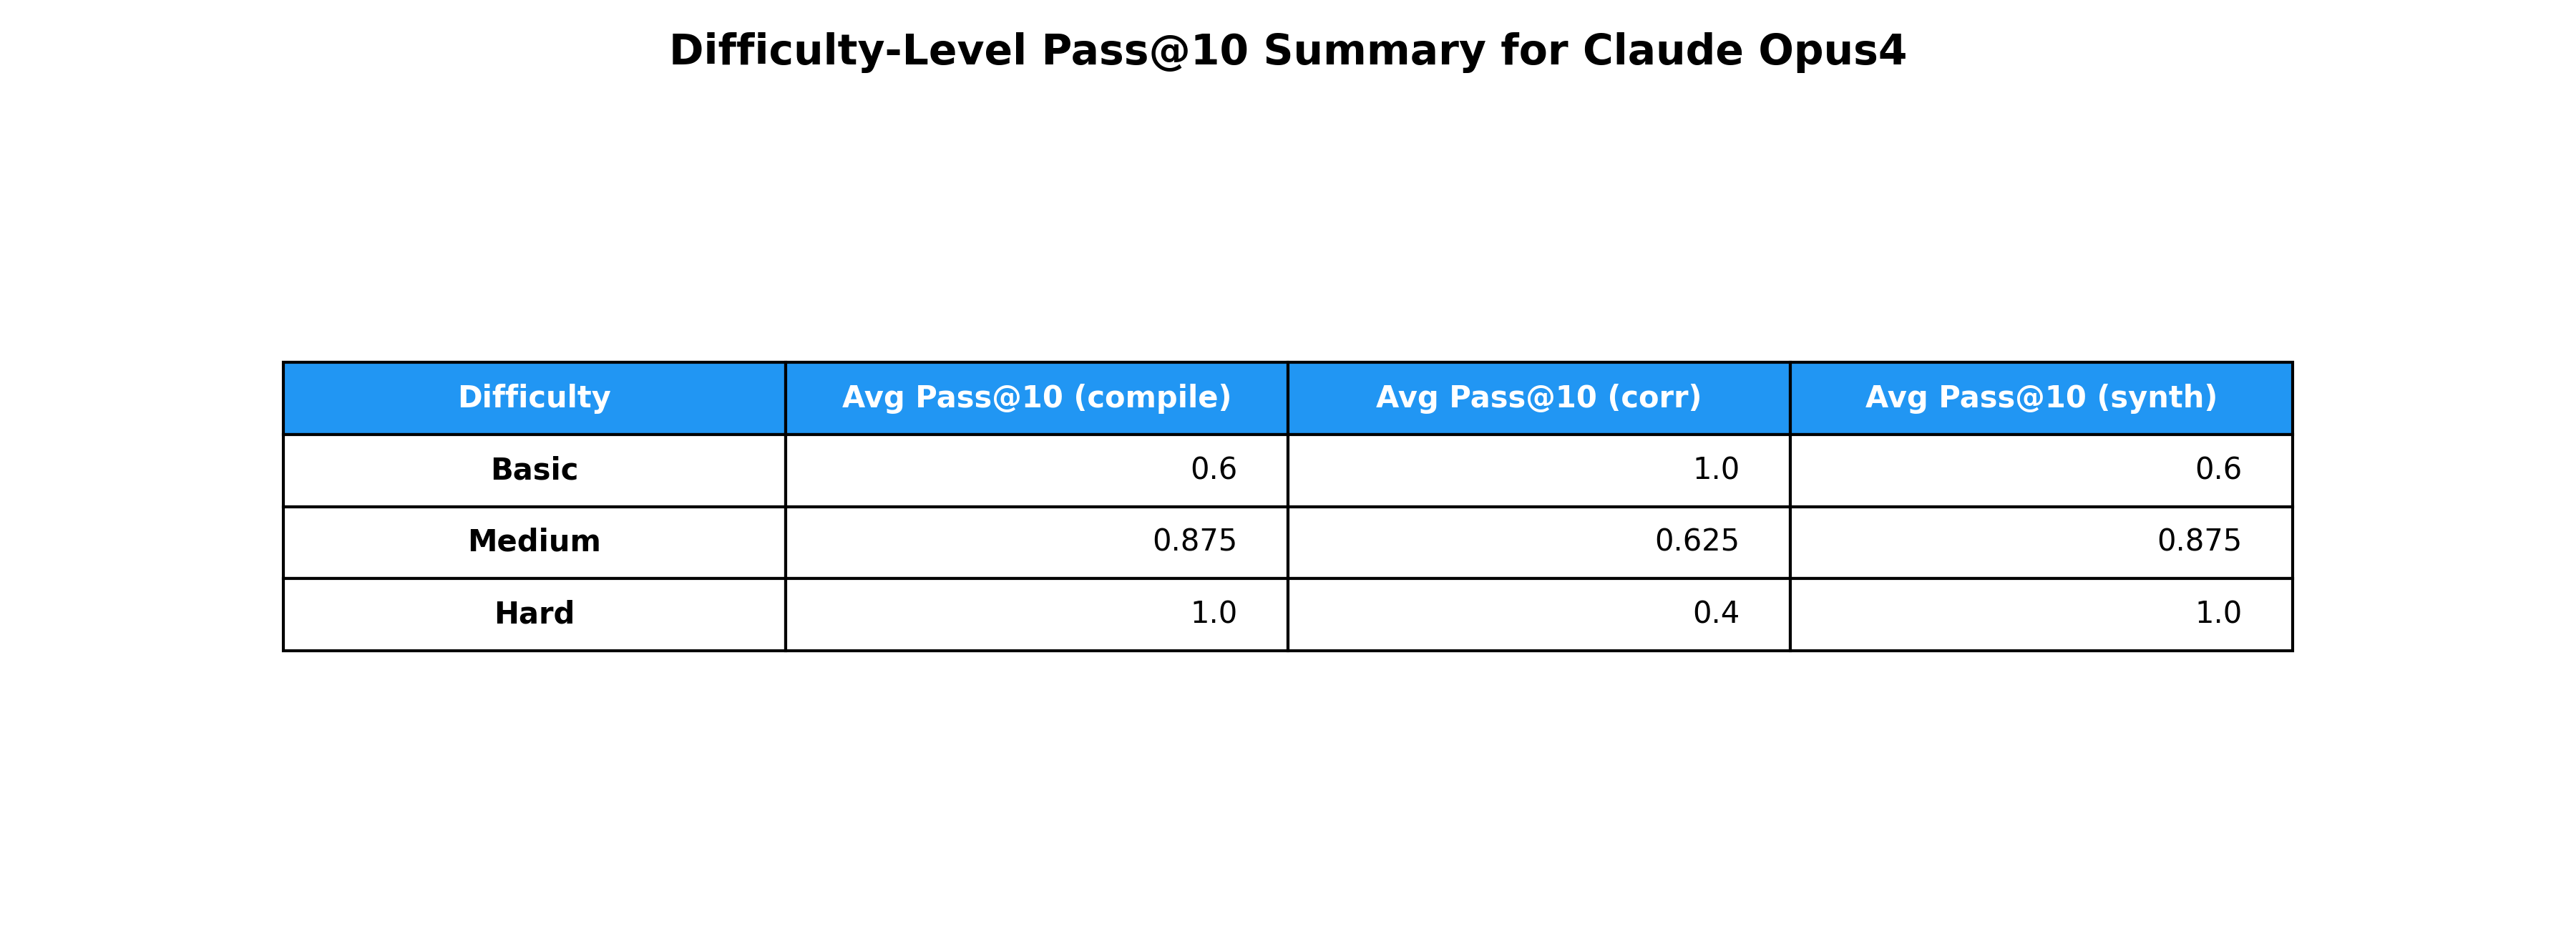 Difficulty-Level Pass@10 Summary for Claude Opus4
Difficulty Avg Pass@10 (compile) Avg Pass@10 (corr) Avg Pass@10 (synth)
Basic 0.6 1.0 0.6
Medium 0.875 0.625 0.875
Hard 1.0 0.4 1.0